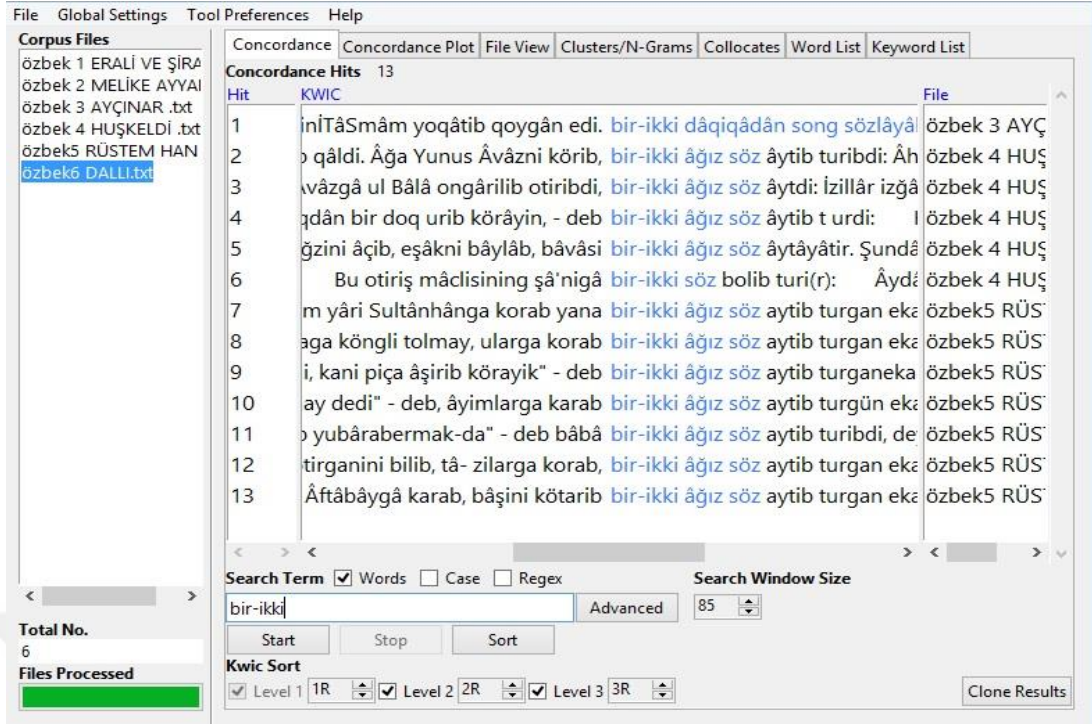 File Global Settings Tool Preferences Help
Corpus Files
özbek 1 ERALİ VE ŞİRA
özbek 2 MELİKE AYYAI
özbek 3 AYÇINAR .txt
özbek 4 HUŞKELDİ .txt
özbek5 RÜSTEM HAN
özbek6 DALLI.txt
Total No.
6
Files Processed
Concordance Concordance Plot File View Clusters/N-Grams Collocates Word List Keyword List
Concordance Hits 13
Hit KWIC File
1 inİTâSmâm yoqâtib qoygân edi. bir-ikki dâqiqâdân song sözlâyâ özbek 3 AYÇ
2 qâldi. Âğa Yunus Âvâzni körib, bir-ikki âğız söz âytib turibdi: Âh özbek 4 HUŞ
3 vâzgâ ul Bâlâ ongârilib otiribdi, bir-ikki âğız söz âytdi: İzillâr izğâ özbek 4 HUŞ
4 qdân bir doq urib körâyin, - deb bir-ikki âğız söz âytib t urdi: özbek 4 HUŞ
5 ğzini âçib, eşâkni bâylâb, bâvâsi bir-ikki âğız söz âytâyâtir. Şundâ özbek 4 HUŞ
6 Bu otiriş mâclisining şâ'nigâ bir-ikki söz bolib turi(r): Âydâ özbek 4 HUŞ
7 m yâri Sultânhânga korab yana bir-ikki âğız söz aytib turgan eka özbek5 RÜS
8 aga köngli tolmay, ularga korab bir-ikki âğız söz aytib turgan eka özbek5 RÜS
9 i, kani piça âşirib körayik" - deb bir-ikki âğız söz aytib turganeka özbek5 RÜS
10 ay dedi" - deb, âyimlarga karab bir-ikki âğız söz aytib turgün eka özbek5 RÜS
11 yubârabermak-da" - deb bâbâ bir-ikki âğız söz aytib turibdi, de özbek5 RÜS
12 tirganini bilib, tâ- zilarga korab, bir-ikki âğız söz aytib turgan eka özbek5 RÜS
13 Âftâbâygâ karab, bâşini kötarib bir-ikki âğız söz aytib turgan eka özbek5 RÜS
Search Term Words Case Regex Search Window Size
bir-ikki Advanced 85
Start Stop Sort
Kwic Sort
Level 1 1R Level 2 2R Level 3 3R Clone Results